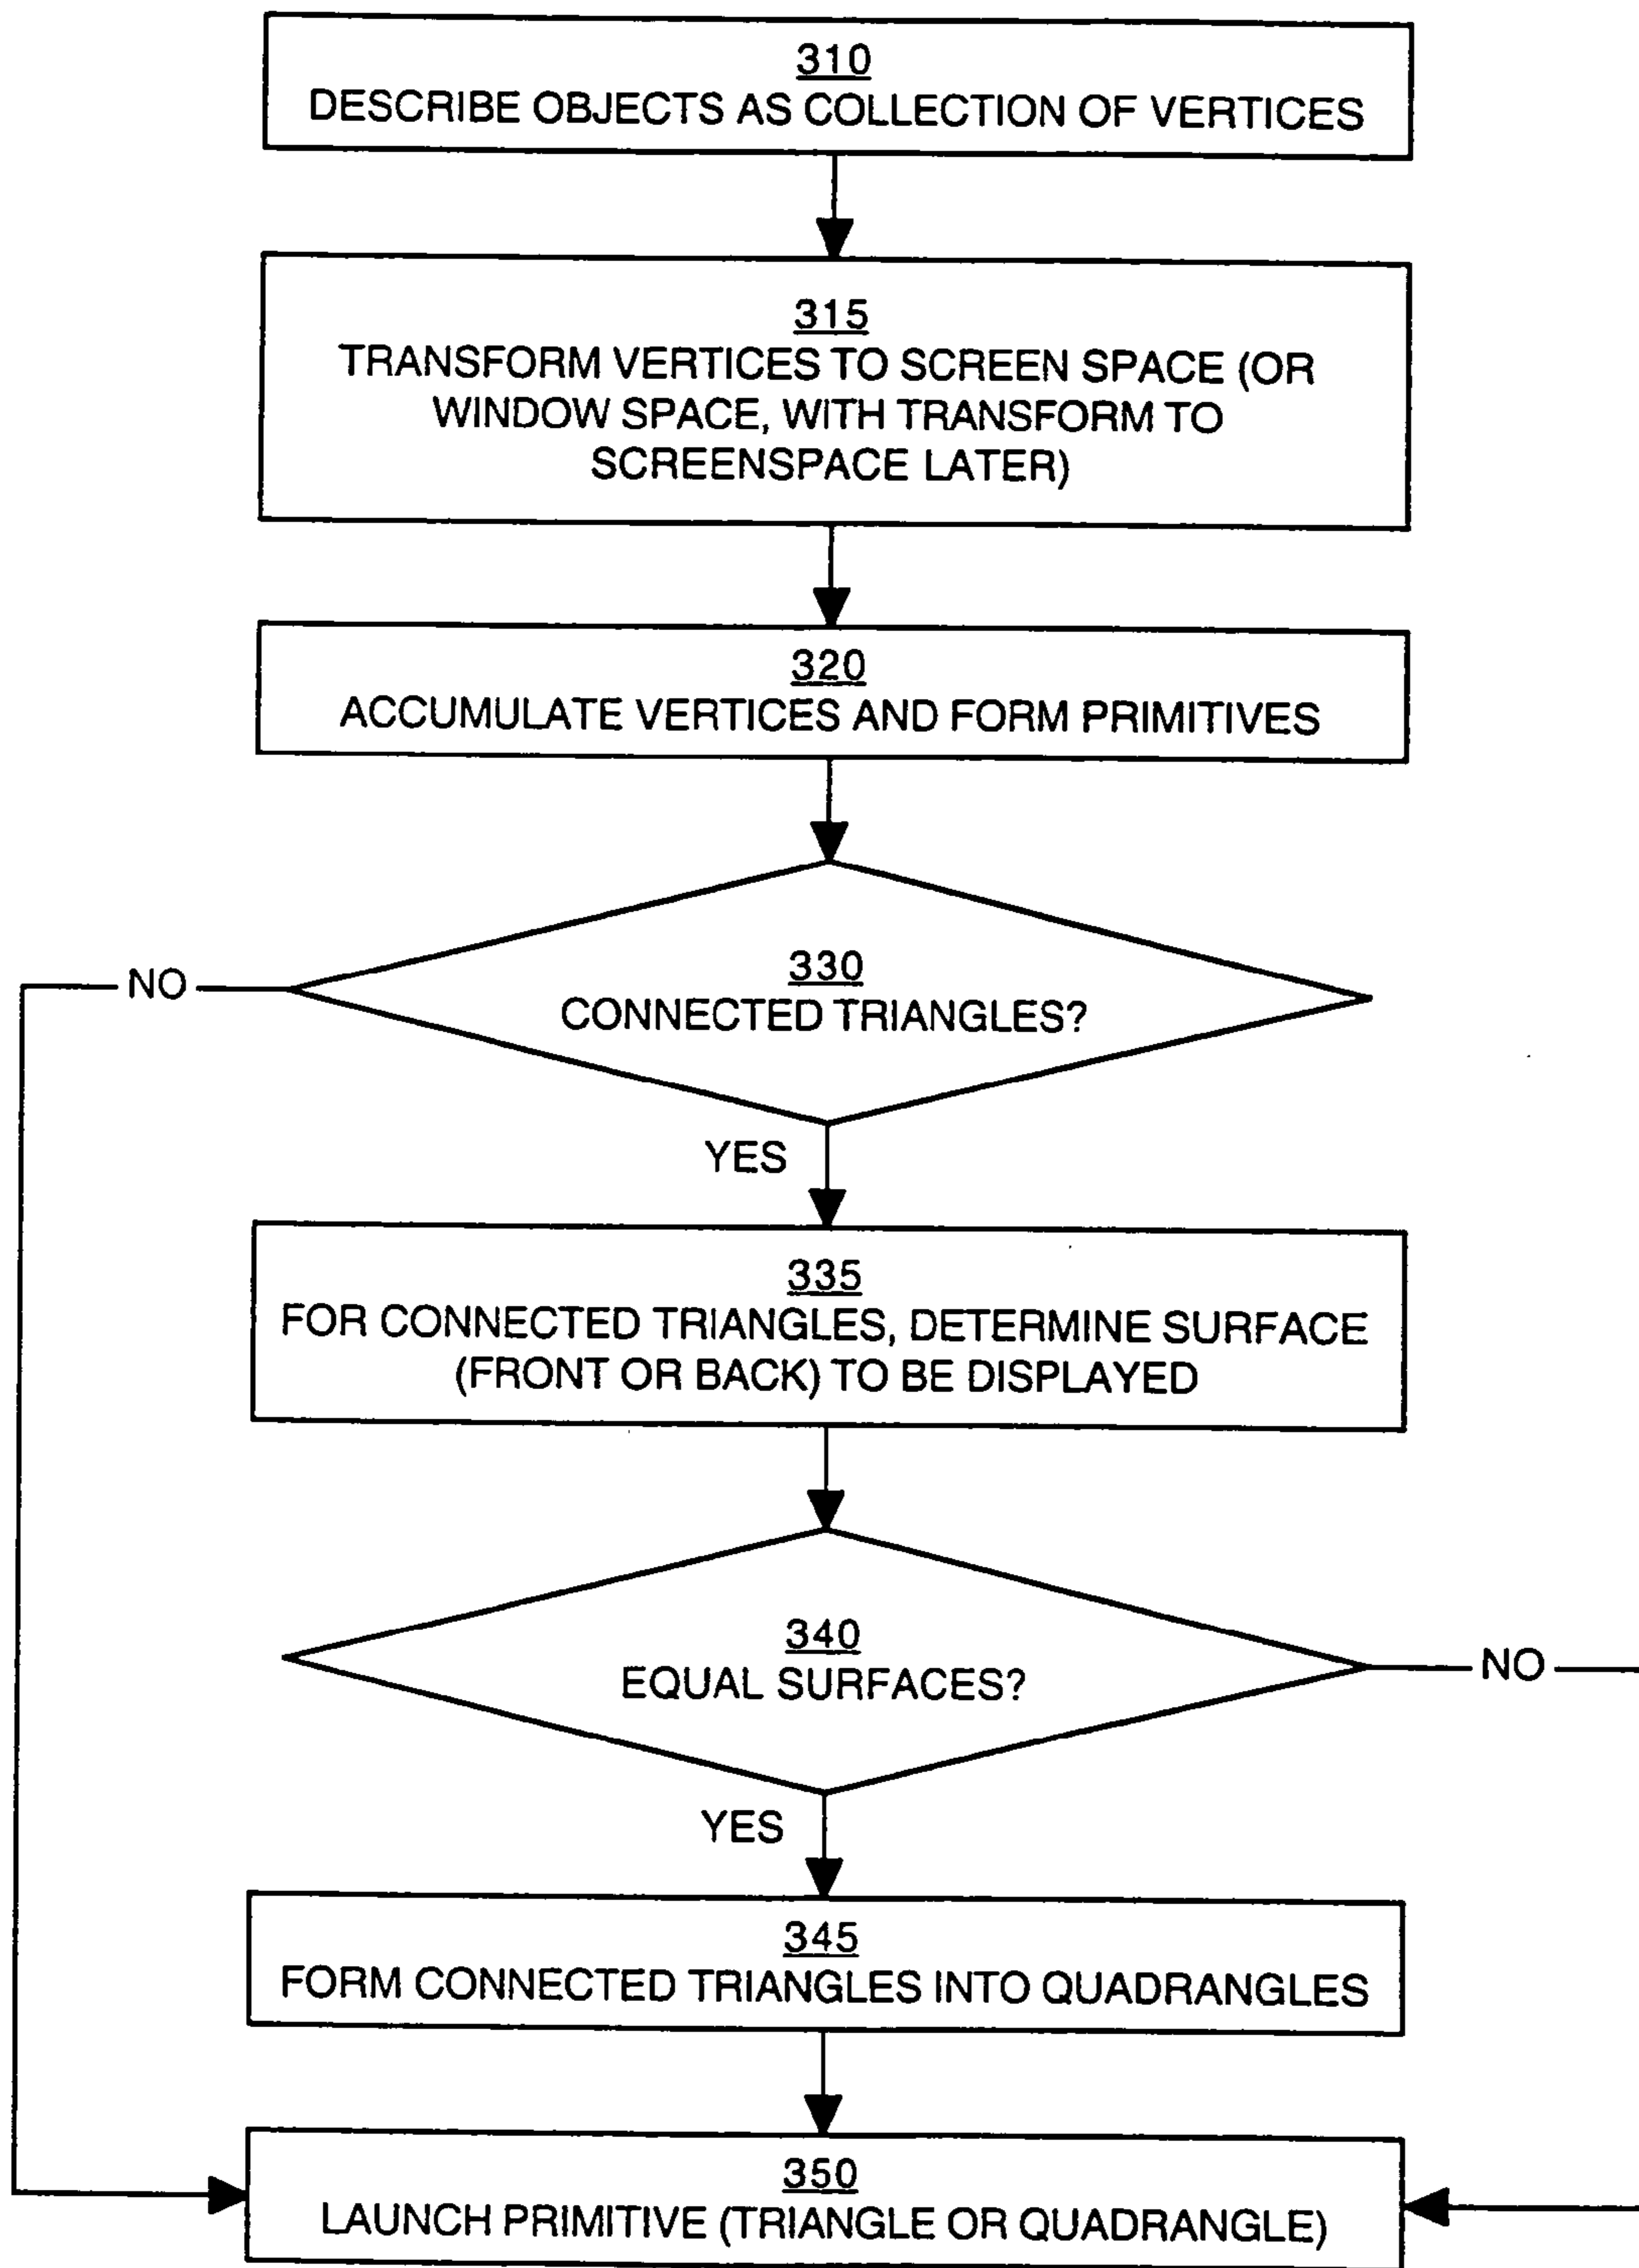 310
DESCRIBE OBJECTS AS COLLECTION OF VERTICES
315
TRANSFORM VERTICES TO SCREEN SPACE (OR
WINDOW SPACE, WITH TRANSFORM TO
SCREENSPACE LATER)
320
ACCUMULATE VERTICES AND FORM PRIMITIVES
NO
330
CONNECTED TRIANGLES?
YES
335
FOR CONNECTED TRIANGLES, DETERMINE SURFACE
(FRONT OR BACK) TO BE DISPLAYED
340
EQUAL SURFACES?
NO
YES
345
FORM CONNECTED TRIANGLES INTO QUADRANGLES
350
LAUNCH PRIMITIVE (TRIANGLE OR QUADRANGLE)